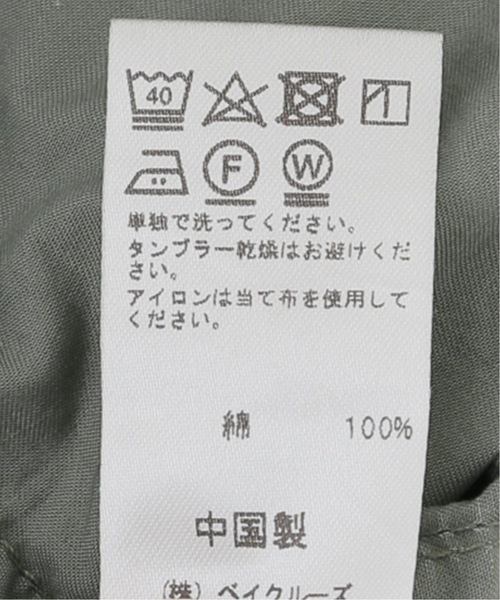 40
F W
単独で洗ってください。
タンブラー乾燥はお避けくだ
さい。
アイロンは当て布を使用して
ください。
綿 100%
中国製
(株) ベイクルーズ